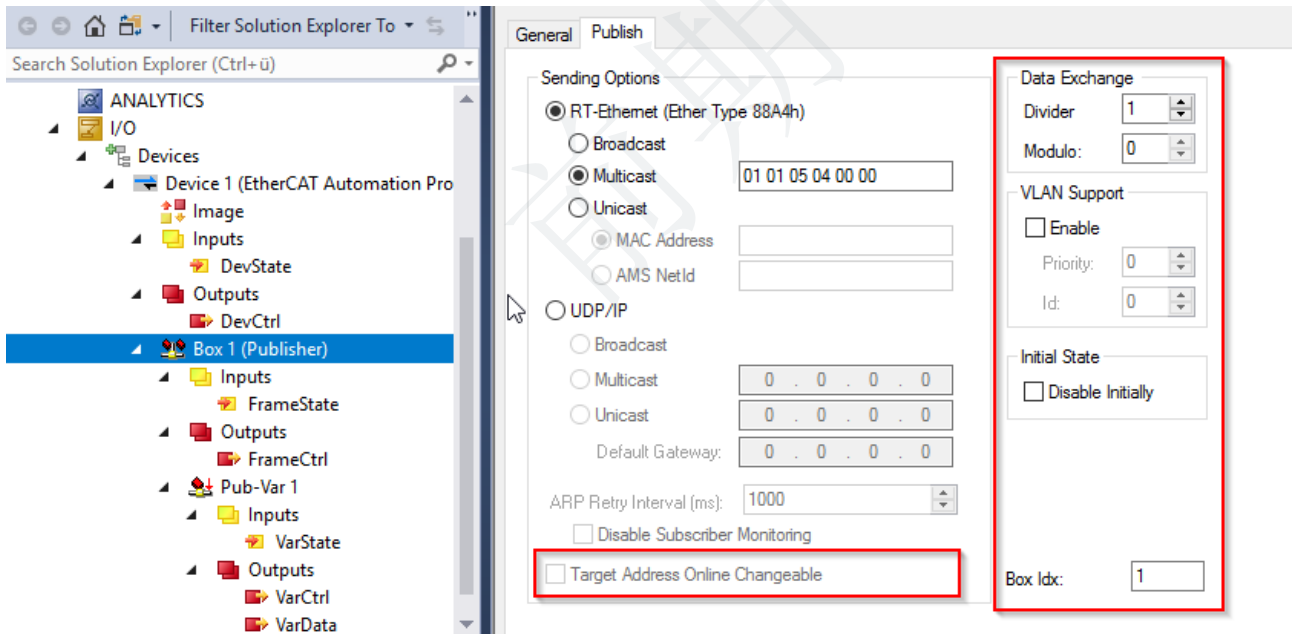 Filter Solution Explorer To
Search Solution Explorer (Ctrl+ü)
ANALYTICS
I/O
Devices
Device 1 (EtherCAT Automation Pro
Image
Inputs
DevState
Outputs
DevCtrl
Box 1 (Publisher)
Inputs
FrameState
Outputs
FrameCtrl
Pub-Var 1
Inputs
VarState
Outputs
VarCtrl
VarData
General Publish
Sending Options
RT-Ethernet (Ether Type 88A4h)
Broadcast
Multicast 01 01 05 04 00 00
Unicast
MAC Address
AMS NetId
UDP/IP
Broadcast
Multicast 0 . 0 . 0 . 0
Unicast 0 . 0 . 0 . 0
Default Gateway: 0 . 0 . 0 . 0
ARP Retry Interval (ms): 1000
Disable Subscriber Monitoring
Target Address Online Changeable
Data Exchange
Divider 1
Modulo: 0
VLAN Support
Enable
Priority: 0
Id: 0
Initial State
Disable Initially
Box Idx: 1
前期